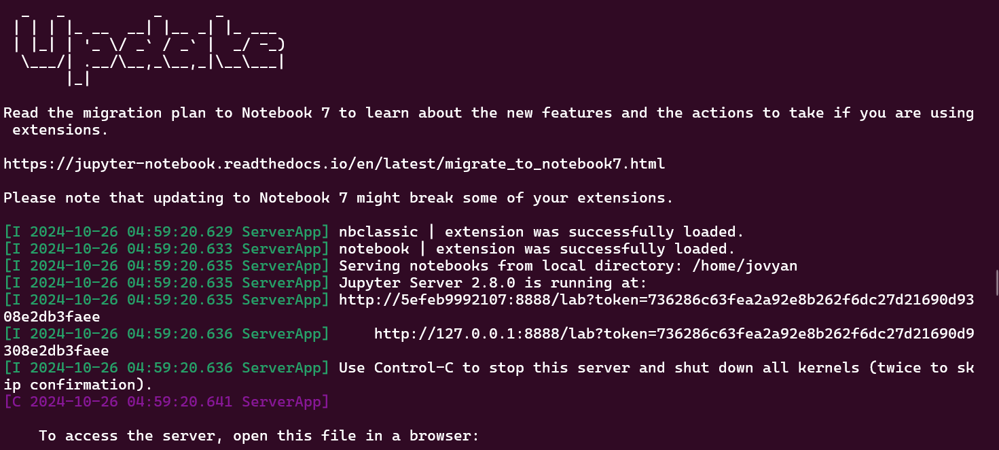 _   _          _      _
 | | | |_ __  __| |__ _| |_ ___
 | |_| | '_ \/ _` / _` |  _/ -_)
  \___/| .__/\__,_\__,_|\__\___|
       |_|
Read the migration plan to Notebook 7 to learn about the new features and the actions to take if you are using
 extensions.
https://jupyter-notebook.readthedocs.io/en/latest/migrate_to_notebook7.html
Please note that updating to Notebook 7 might break some of your extensions.
[I 2024-10-26 04:59:20.629 ServerApp] nbclassic | extension was successfully loaded.
[I 2024-10-26 04:59:20.633 ServerApp] notebook | extension was successfully loaded.
[I 2024-10-26 04:59:20.635 ServerApp] Serving notebooks from local directory: /home/jovyan
[I 2024-10-26 04:59:20.635 ServerApp] Jupyter Server 2.8.0 is running at:
[I 2024-10-26 04:59:20.635 ServerApp] http://5efeb9992107:8888/lab?token=736286c63fea2a92e8b262f6dc27d21690d93
08e2db3faee
[I 2024-10-26 04:59:20.636 ServerApp]     http://127.0.0.1:8888/lab?token=736286c63fea2a92e8b262f6dc27d21690d9
308e2db3faee
[I 2024-10-26 04:59:20.636 ServerApp] Use Control-C to stop this server and shut down all kernels (twice to sk
ip confirmation).
[C 2024-10-26 04:59:20.641 ServerApp]
    To access the server, open this file in a browser: